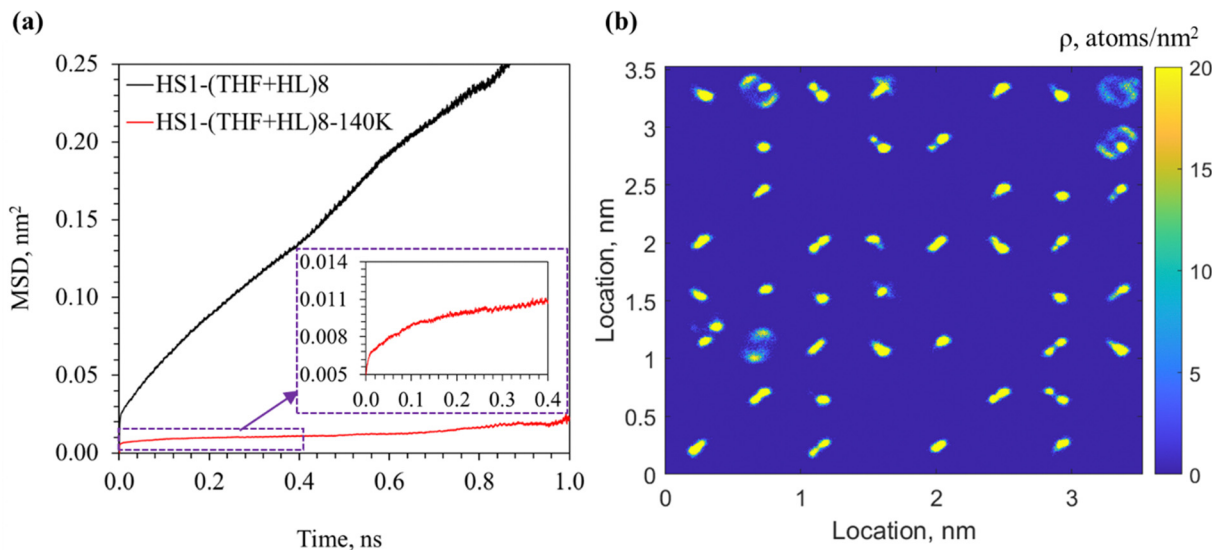 (a)
(b)
ρ, atoms/nm²
0.25
0.20
0.15
0.10
0.05
0.00
MSD, nm²
HS1-(THF+HL)8
HS1-(THF+HL)8-140K
0.014
0.011
0.008
0.005
0.0 0.1 0.2 0.3 0.4
0.0 0.2 0.4 0.6 0.8 1.0
Time, ns
3.5
3
2.5
2
1.5
1
0.5
0
Location, nm
0 1 2 3
Location, nm
20
15
10
5
0